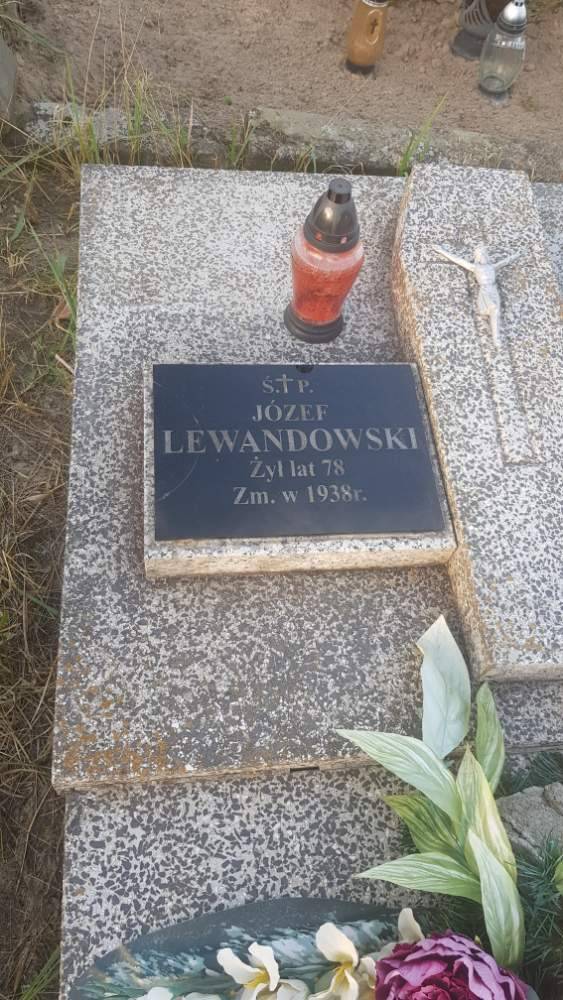 Ś.†P.
JÓZEF
LEWANDOWSKI
Żył lat 78
Zm. w 1938r.